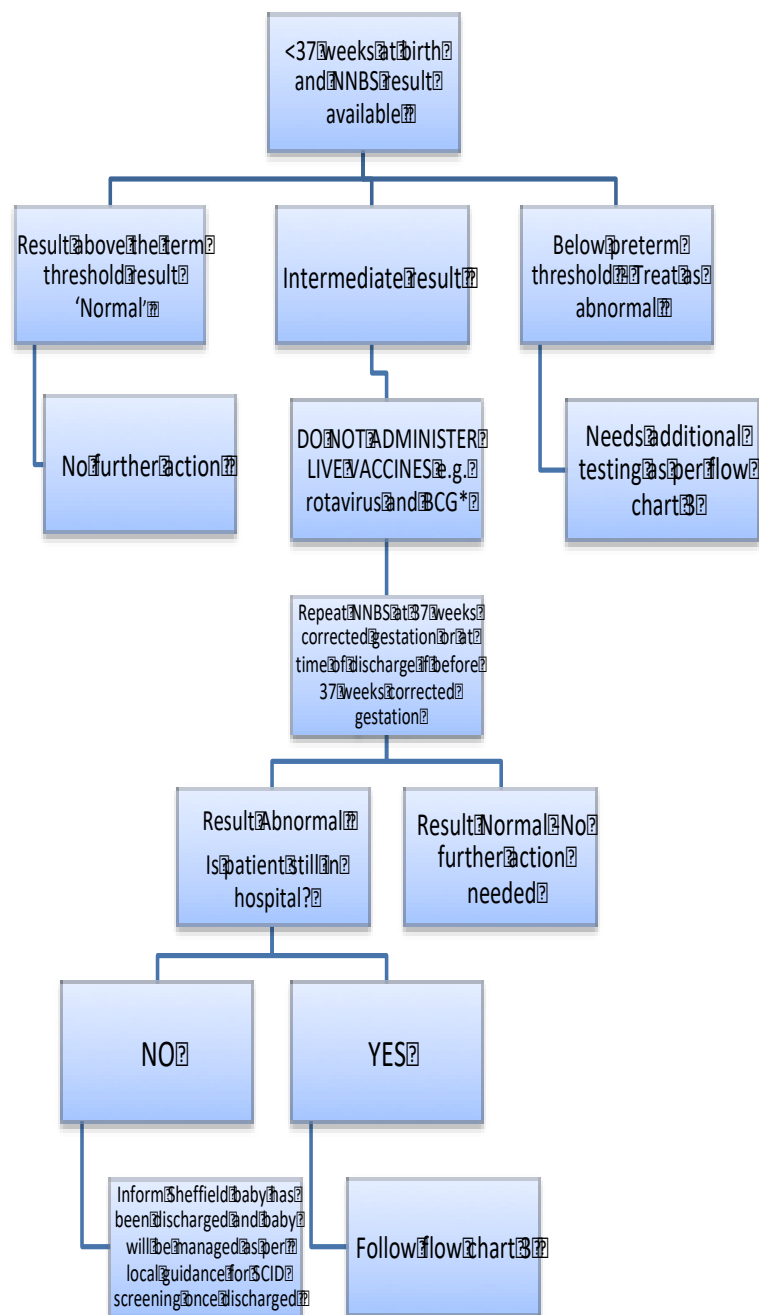 <37 weeks at birth
and NNBS result
available
Result above the term
threshold result
‘Normal’
Intermediate result
Below preterm
threshold - Treat as
abnormal
No further action
DO NOT ADMINISTER
LIVE VACCINES e.g.
rotavirus and BCG*
Needs additional
testing as per flow
chart 3
Repeat NNBS at 37 weeks
corrected gestation or at
time of discharge if before
37 weeks corrected
gestation
Result Abnormal
Is patient still in
hospital?
Result Normal - No
further action
needed
NO
YES
Inform Sheffield baby has
been discharged and baby
will be managed as per
local guidance for SCID
screening once discharged
Follow flow chart 3